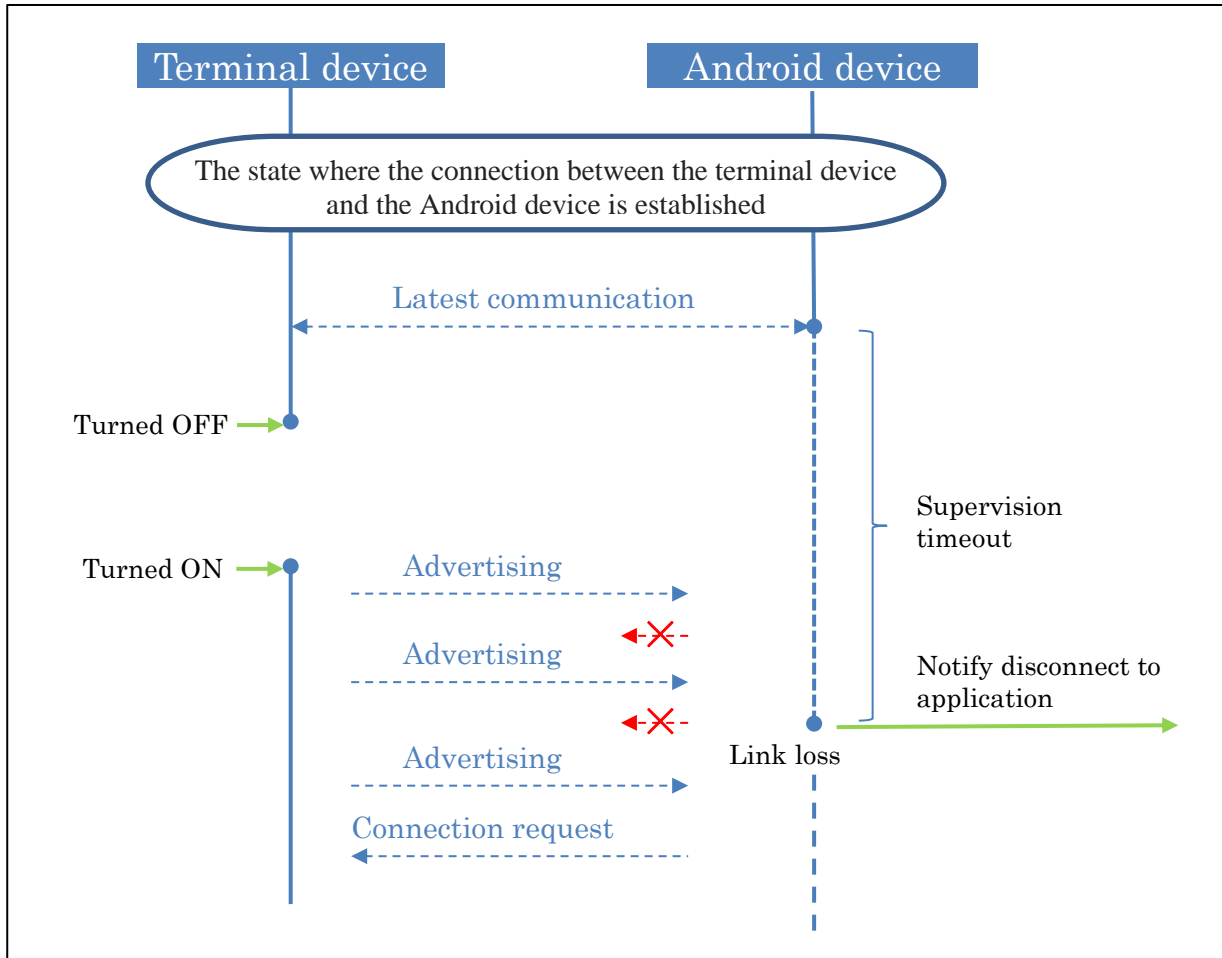 Terminal device
Android device
The state where the connection between the terminal device
and the Android device is established
Latest communication
Turned OFF
Supervision
timeout
Turned ON
Advertising
Advertising
Notify disconnect to
application
Link loss
Advertising
Connection request